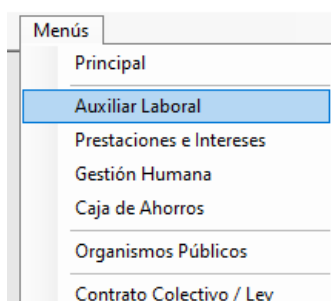 Menús
Principal
Auxiliar Laboral
Prestaciones e Intereses
Gestión Humana
Caja de Ahorros
Organismos Públicos
Contrato Colectivo / Ley